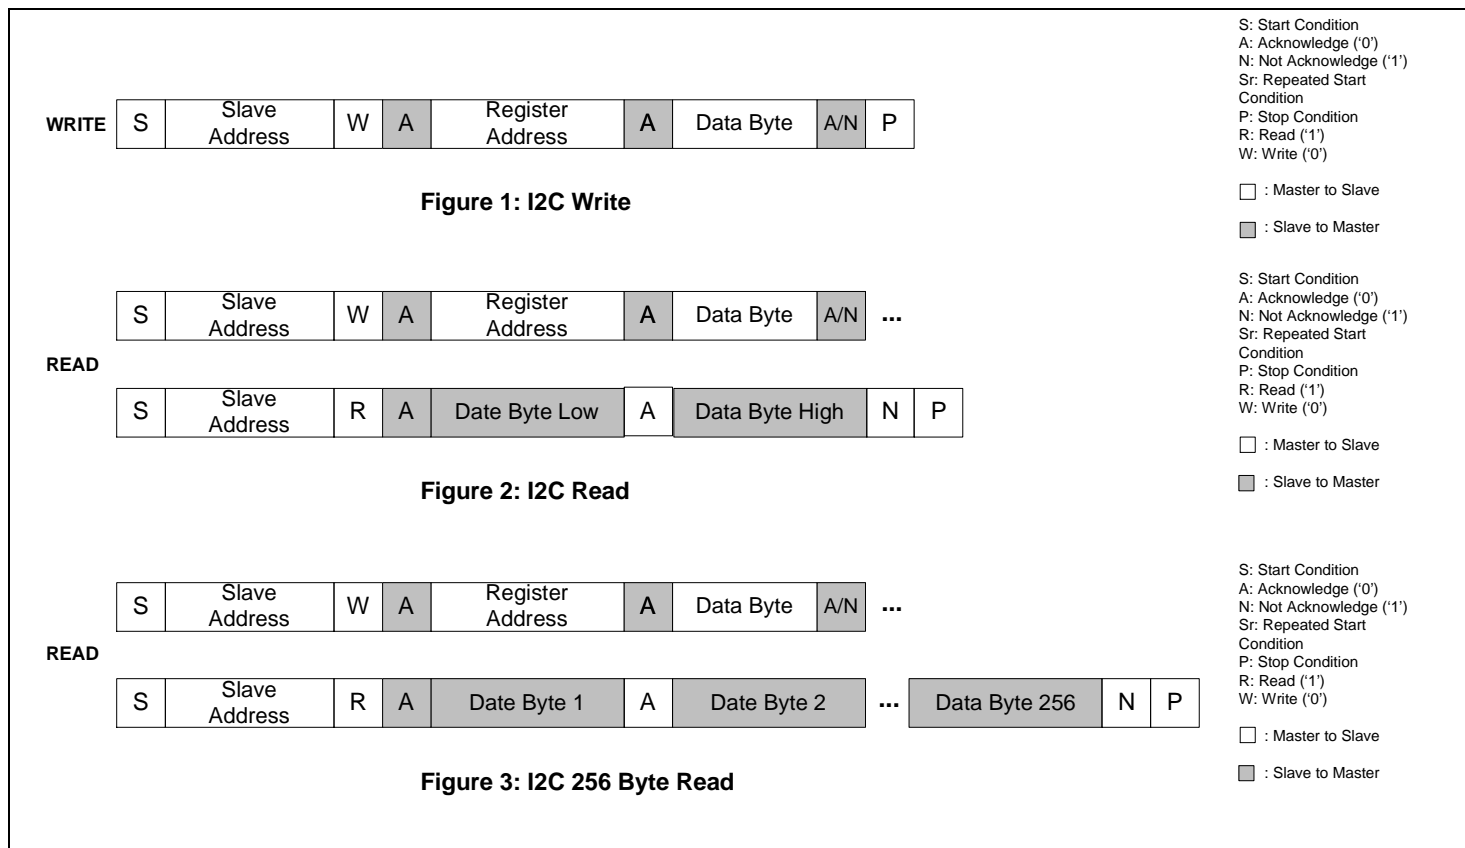 S: Start Condition
A: Acknowledge (‘0’)
N: Not Acknowledge (‘1’)
Sr: Repeated Start
Condition
P: Stop Condition
R: Read (‘1’)
W: Write (‘0’)
: Master to Slave
: Slave to Master
WRITE S Slave Address W A Register Address A Data Byte A/N P
Figure 1: I2C Write
S: Start Condition
A: Acknowledge (‘0’)
N: Not Acknowledge (‘1’)
Sr: Repeated Start
Condition
P: Stop Condition
R: Read (‘1’)
W: Write (‘0’)
: Master to Slave
: Slave to Master
S Slave Address W A Register Address A Data Byte A/N ...
READ
S Slave Address R A Date Byte Low A Data Byte High N P
Figure 2: I2C Read
S: Start Condition
A: Acknowledge (‘0’)
N: Not Acknowledge (‘1’)
Sr: Repeated Start
Condition
P: Stop Condition
R: Read (‘1’)
W: Write (‘0’)
: Master to Slave
: Slave to Master
S Slave Address W A Register Address A Data Byte A/N ...
READ
S Slave Address R A Date Byte 1 A Date Byte 2 ... Data Byte 256 N P
Figure 3: I2C 256 Byte Read